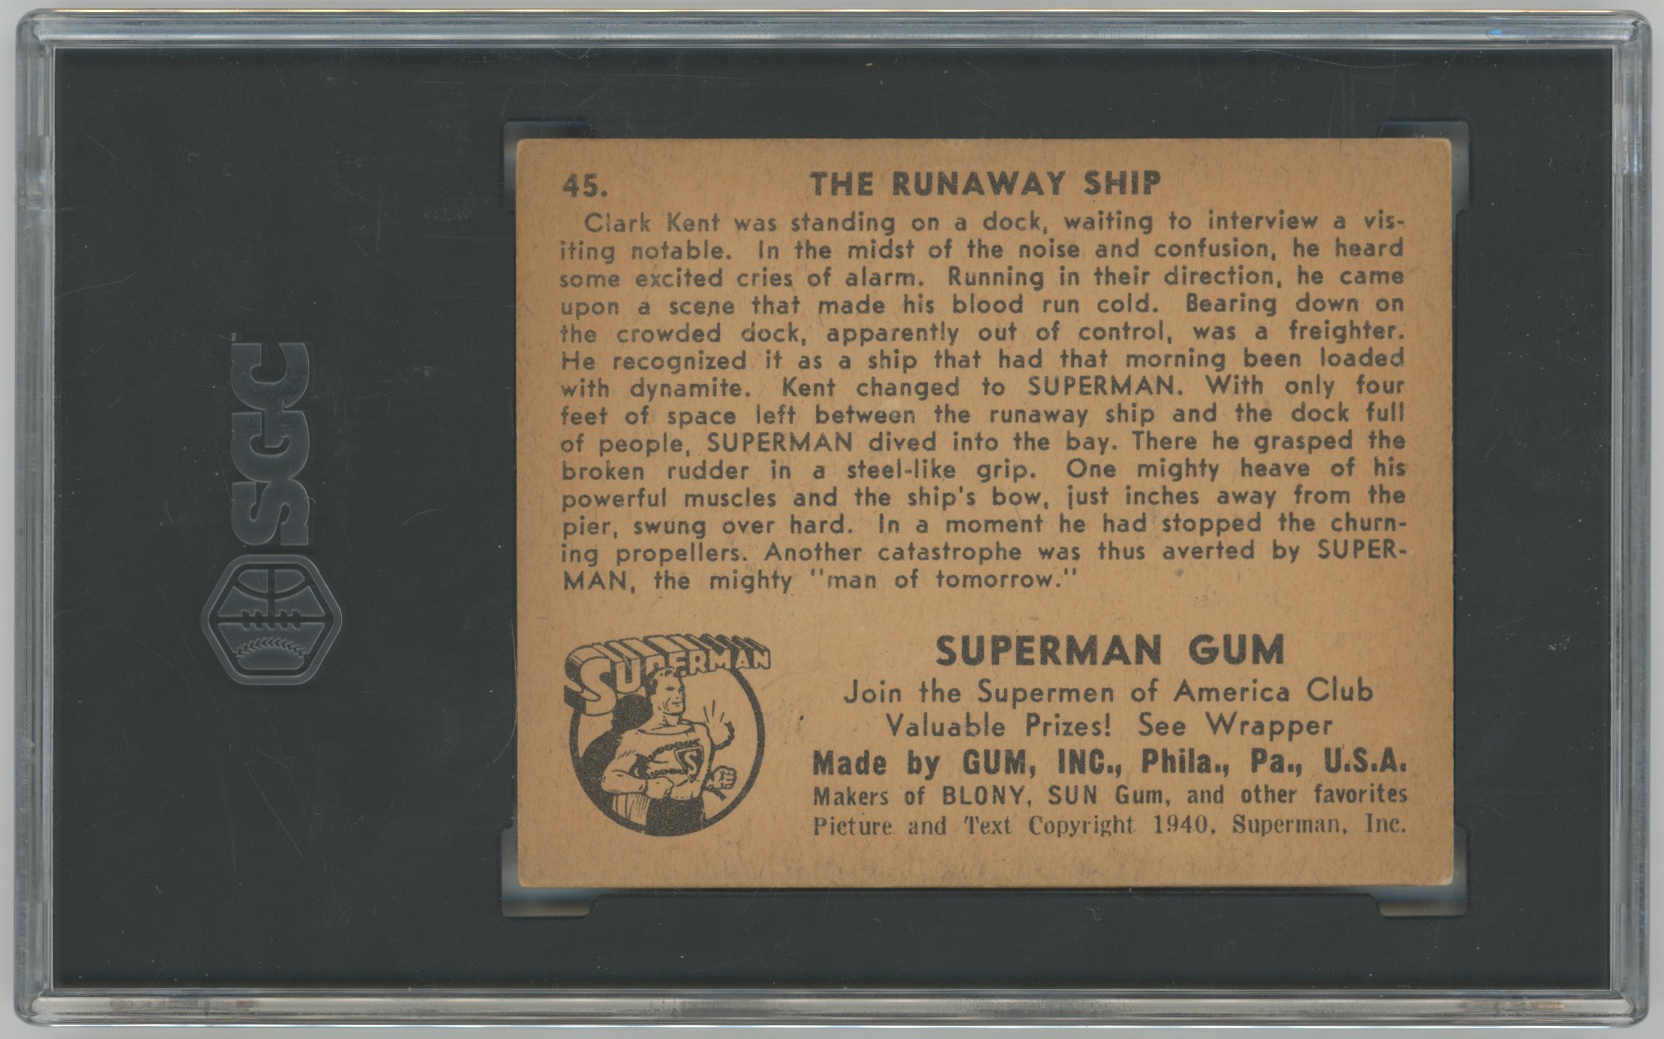 45. THE RUNAWAY SHIP
Clark Kent was standing on a dock, waiting to interview a vis-
iting notable. In the midst of the noise and confusion, he heard
some excited cries of alarm. Running in their direction, he came
upon a scene that made his blood run cold. Bearing down on
the crowded dock, apparently out of control, was a freighter.
He recognized it as a ship that had that morning been loaded
with dynamite. Kent changed to SUPERMAN. With only four
feet of space left between the runaway ship and the dock full
of people, SUPERMAN dived into the bay. There he grasped the
broken rudder in a steel-like grip. One mighty heave of his
powerful muscles and the ship's bow, just inches away from the
pier, swung over hard. In a moment he had stopped the churn-
ing propellers. Another catastrophe was thus averted by SUPER-
MAN, the mighty "man of tomorrow."
SUPERMAN
S
SUPERMAN GUM
Join the Supermen of America Club
Valuable Prizes! See Wrapper
Made by GUM, INC., Phila., Pa., U.S.A.
Makers of BLONY, SUN Gum, and other favorites
Picture and Text Copyright 1940, Superman, Inc.
SGC